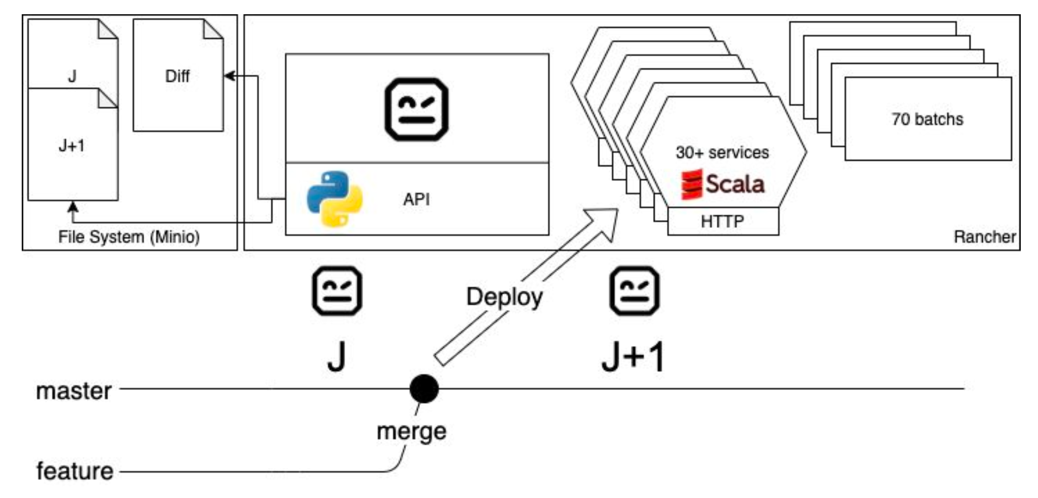 J
Diff
J+1
File System (Minio)
API
30+ services
Scala
HTTP
70 batchs
Rancher
Deploy
J
J+1
master
merge
feature